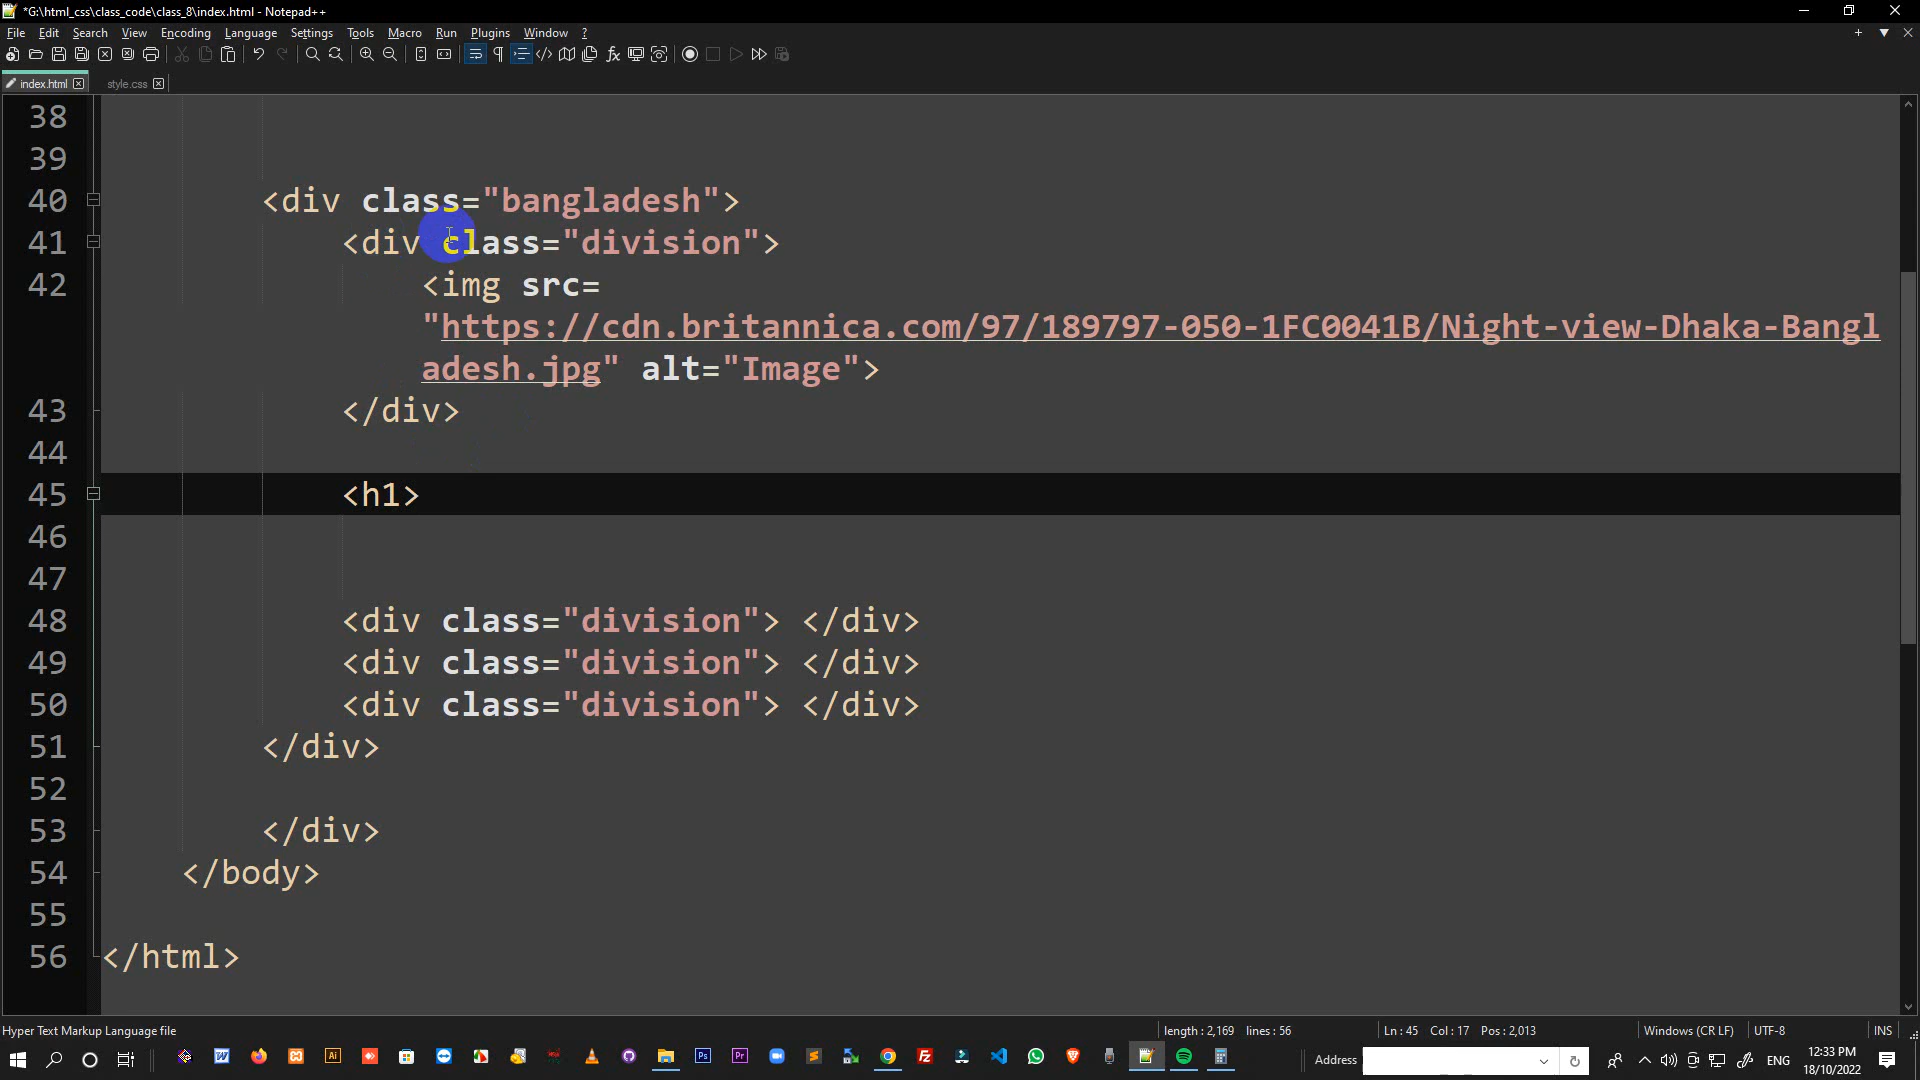 *G:\html_css\class_code\class_8\index.html - Notepad++
File Edit Search View Encoding Language Settings Tools Macro Run Plugins Window ?
index.html style.css
38
39
40 <div class="bangladesh">
41 <div class="division">
42 <img src=
"https://cdn.britannica.com/97/189797-050-1FC0041B/Night-view-Dhaka-Bangl
adesh.jpg" alt="Image">
43 </div>
44
45 <h1>
46
47
48 <div class="division"> </div>
49 <div class="division"> </div>
50 <div class="division"> </div>
51 </div>
52
53 </div>
54 </body>
55
56 </html>
Hyper Text Markup Language file length : 2,169 lines : 56 Ln : 45 Col : 17 Pos : 2,013 Windows (CR LF) UTF-8 INS
Address ENG 12:33 PM
18/10/2022